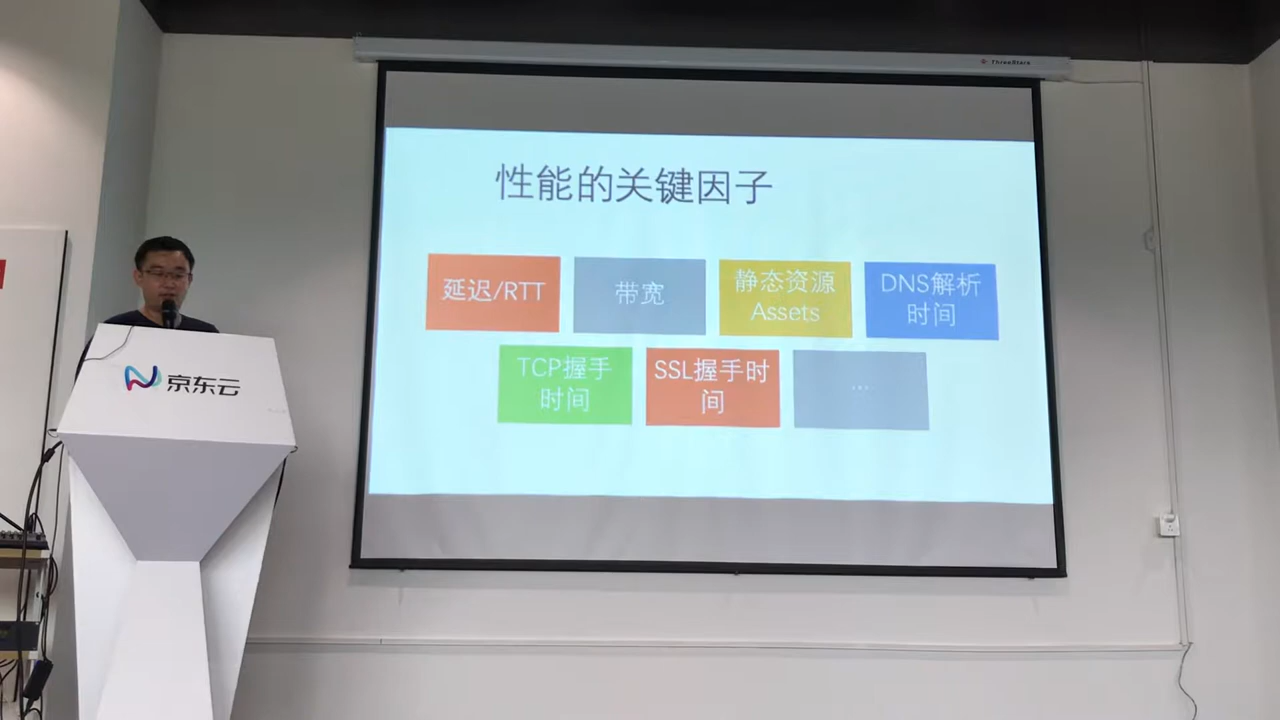 ThreeStars
性能的关键因子
延迟/RTT
带宽
静态资源
Assets
DNS解析
时间
TCP握手
时间
SSL握手时
间
...
京东云